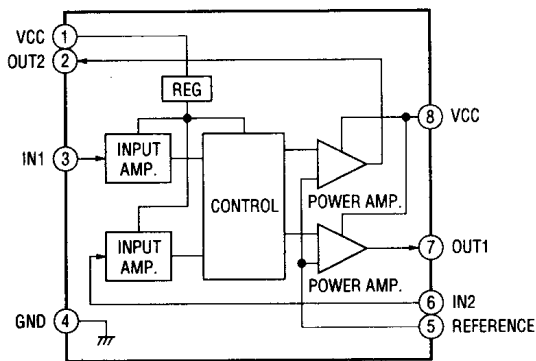 VCC 1
OUT2 2
REG
8 VCC
IN1 3
INPUT
AMP.
CONTROL
POWER AMP.
INPUT
AMP.
7 OUT1
POWER AMP.
6 IN2
GND 4
5 REFERENCE